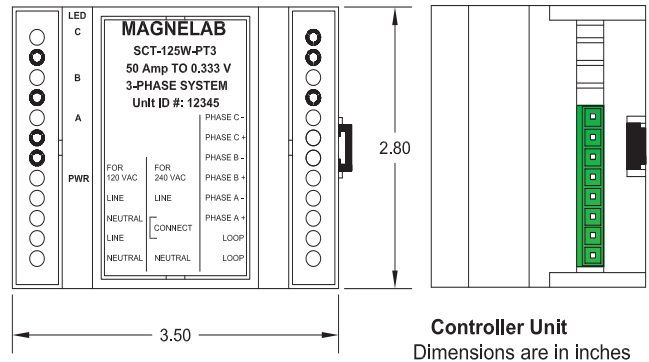 LED
C
B
A
PWR
MAGNELAB
SCT-125W-PT3
50 Amp TO 0.333 V
3-PHASE SYSTEM
Unit ID #: 12345
PHASE C -
PHASE C +
PHASE B -
PHASE B +
PHASE A -
PHASE A +
LOOP
LOOP
FOR
120 VAC
LINE
NEUTRAL
LINE
NEUTRAL
FOR
240 VAC
LINE
CONNECT
NEUTRAL
2.80
3.50
Controller Unit
Dimensions are in inches